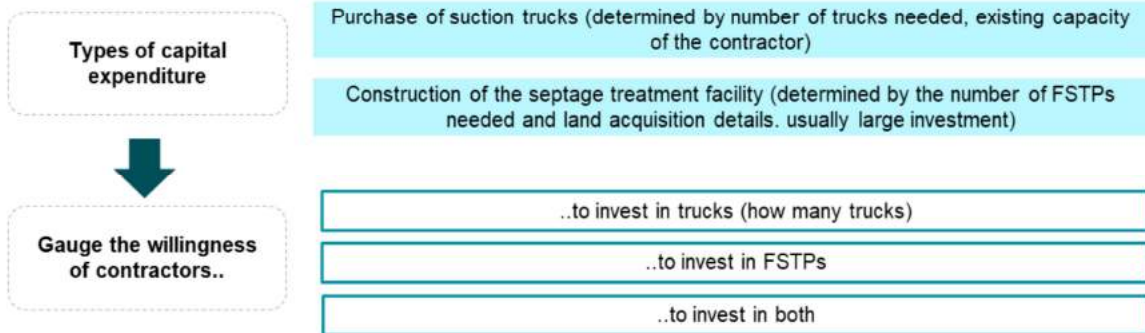 Types of capital
expenditure
Purchase of suction trucks (determined by number of trucks needed, existing capacity
of the contractor)
Construction of the septage treatment facility (determined by the number of FSTPs
needed and land acquisition details. usually large investment)
Gauge the willingness
of contractors..
..to invest in trucks (how many trucks)
..to invest in FSTPs
..to invest in both